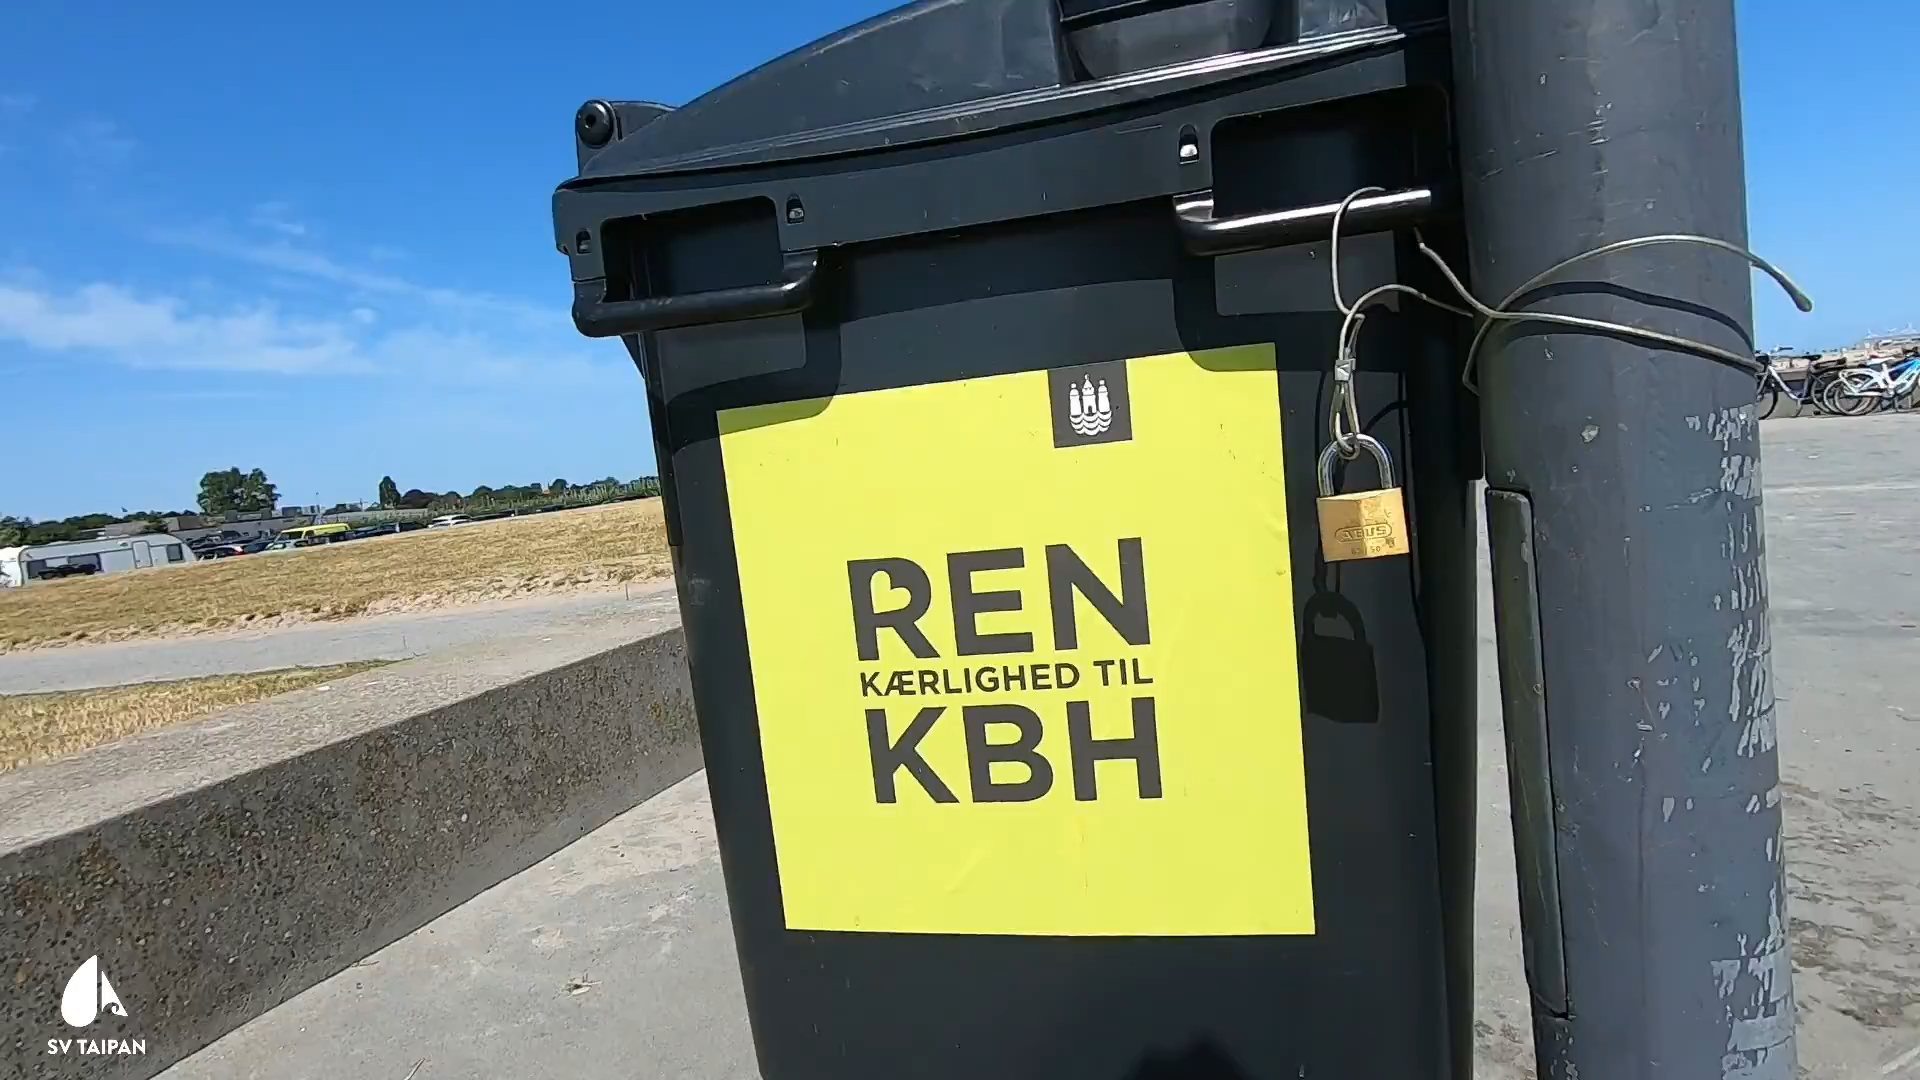 REN
KÆRLIGHED TIL
KBH
ABUS
SV TAIPAN